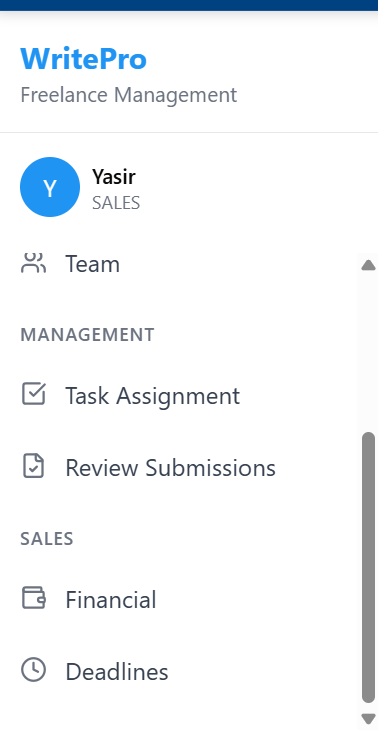 WritePro
Freelance Management
Y
Yasir
SALES
Team
MANAGEMENT
Task Assignment
Review Submissions
SALES
Financial
Deadlines